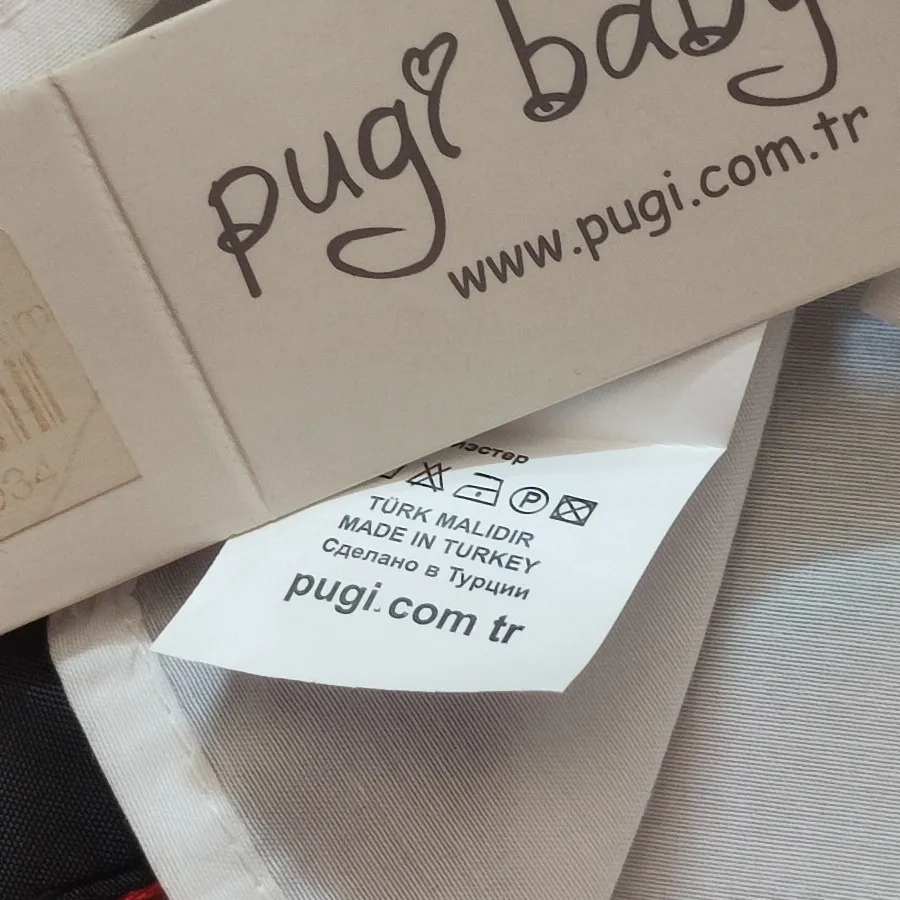 pugi baby
www.pugi.com.tr
TÜRK MALIDIR
MADE IN TURKEY
Сделано в Турции
pugi.com tr